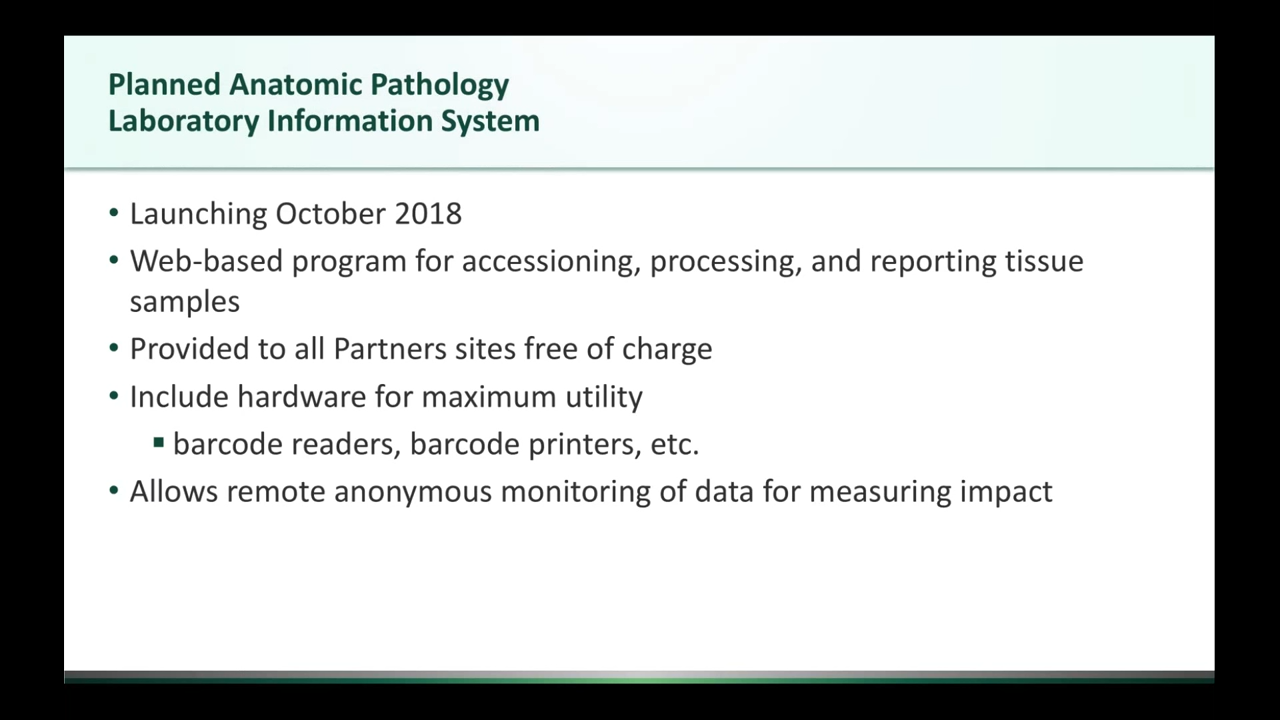 Planned Anatomic Pathology
Laboratory Information System
• Launching October 2018
• Web-based program for accessioning, processing, and reporting tissue
samples
• Provided to all Partners sites free of charge
• Include hardware for maximum utility
▪ barcode readers, barcode printers, etc.
• Allows remote anonymous monitoring of data for measuring impact